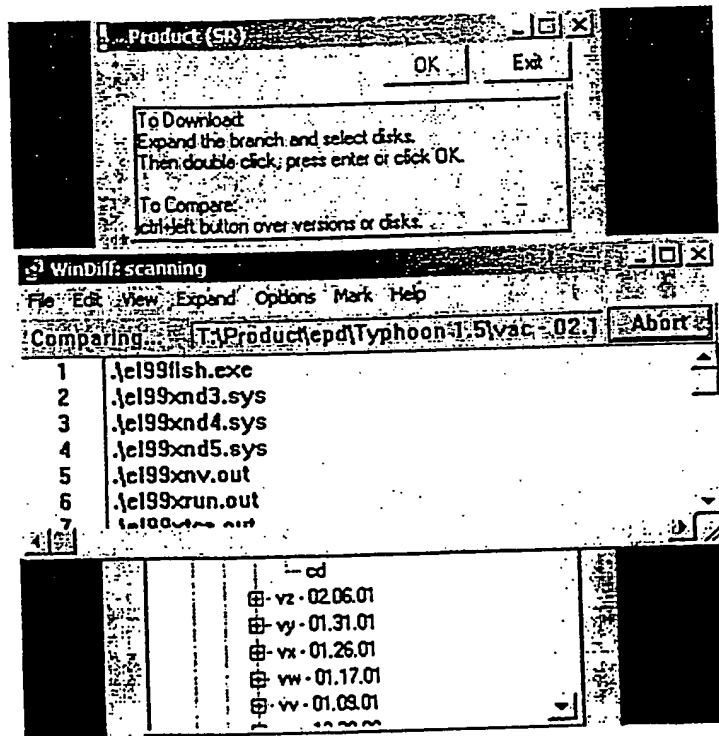 ...Product (SR)
OK Exit
To Download:
Expand the branch and select disks.
Then double click, press enter or click OK.
To Compare:
ctrl+left button over versions or disks.
WinDiff: scanning
File Edit View Expand Options Mark Help
Comparing... T:\Product\epd\Typhoon 1.5\vac - 02.1 Abort
1 .\el99flsh.exe
2 .\el99xnd3.sys
3 .\el99xnd4.sys
4 .\el99xnd5.sys
5 .\el99xnv.out
6 .\el99xrun.out
7
cd
vz - 02.06.01
vy - 01.31.01
vx - 01.26.01
vw - 01.17.01
vv - 01.09.01